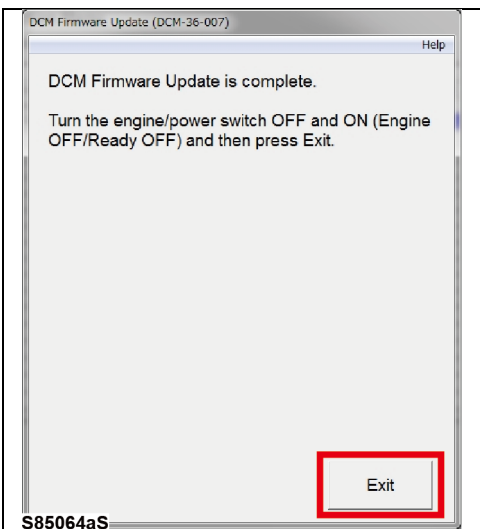 DCM Firmware Update (DCM-36-007)
Help
DCM Firmware Update is complete.
Turn the engine/power switch OFF and ON (Engine
OFF/Ready OFF) and then press Exit.
Exit
S85064aS